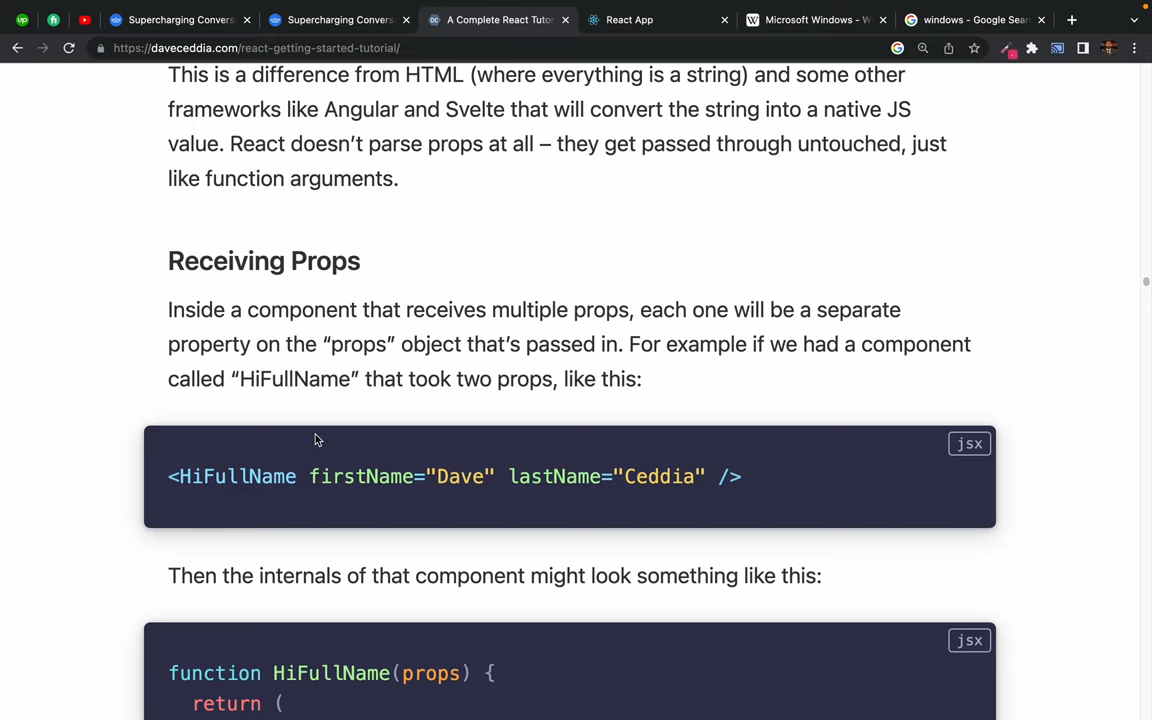 Supercharging Convers
Supercharging Convers
A Complete React Tutor
React App
Microsoft Windows - W
windows - Google Sear
https://daveceddia.com/react-getting-started-tutorial/
This is a difference from HTML (where everything is a string) and some other
frameworks like Angular and Svelte that will convert the string into a native JS
value. React doesn’t parse props at all – they get passed through untouched, just
like function arguments.
Receiving Props
Inside a component that receives multiple props, each one will be a separate
property on the “props” object that’s passed in. For example if we had a component
called “HiFullName” that took two props, like this:
jsx
<HiFullName firstName="Dave" lastName="Ceddia" />
Then the internals of that component might look something like this:
jsx
function HiFullName(props) {
return (